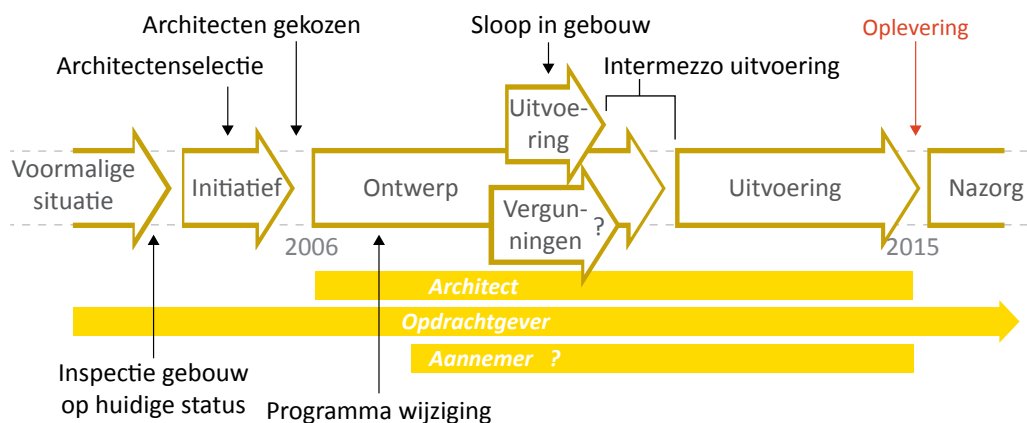 Architecten gekozen
Sloop in gebouw
Oplevering
Architectenselectie
Intermezzo uitvoering
Uitvoe-
ring
Voormalige
situatie
Initiatief
Ontwerp
Uitvoering
Nazorg
Vergun-
ningen ?
2006
2015
Architect
Opdrachtgever
Aannemer ?
Inspectie gebouw
op huidige status
Programma wijziging